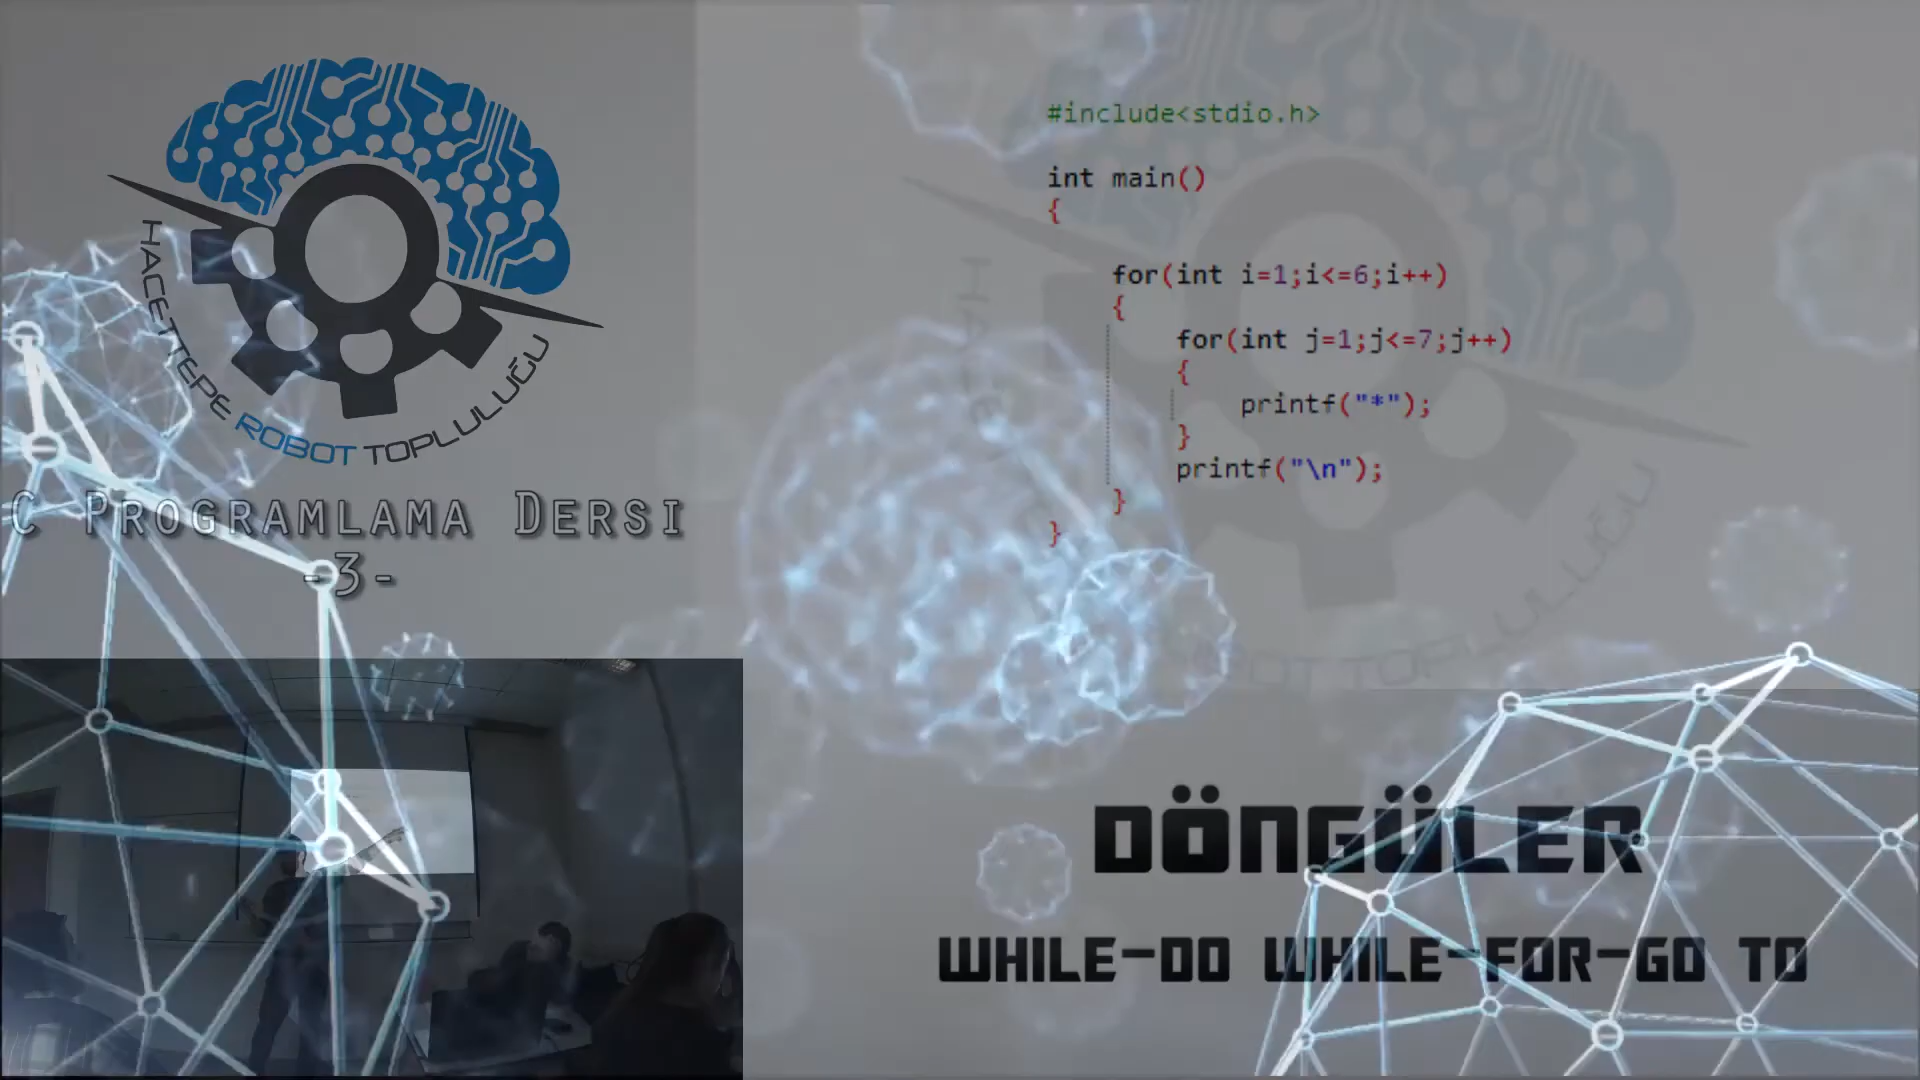 HACETTEPE ROBOT TOPLULUĞU
C PROGRAMLAMA DERSI
-3-
#include<stdio.h>
int main()
{
for(int i=1;i<=6;i++)
{
for(int j=1;j<=7;j++)
{
printf("*");
}
printf("\n");
}
}
DÖNGÜLER
WHILE-DO WHILE-FOR-GO TO